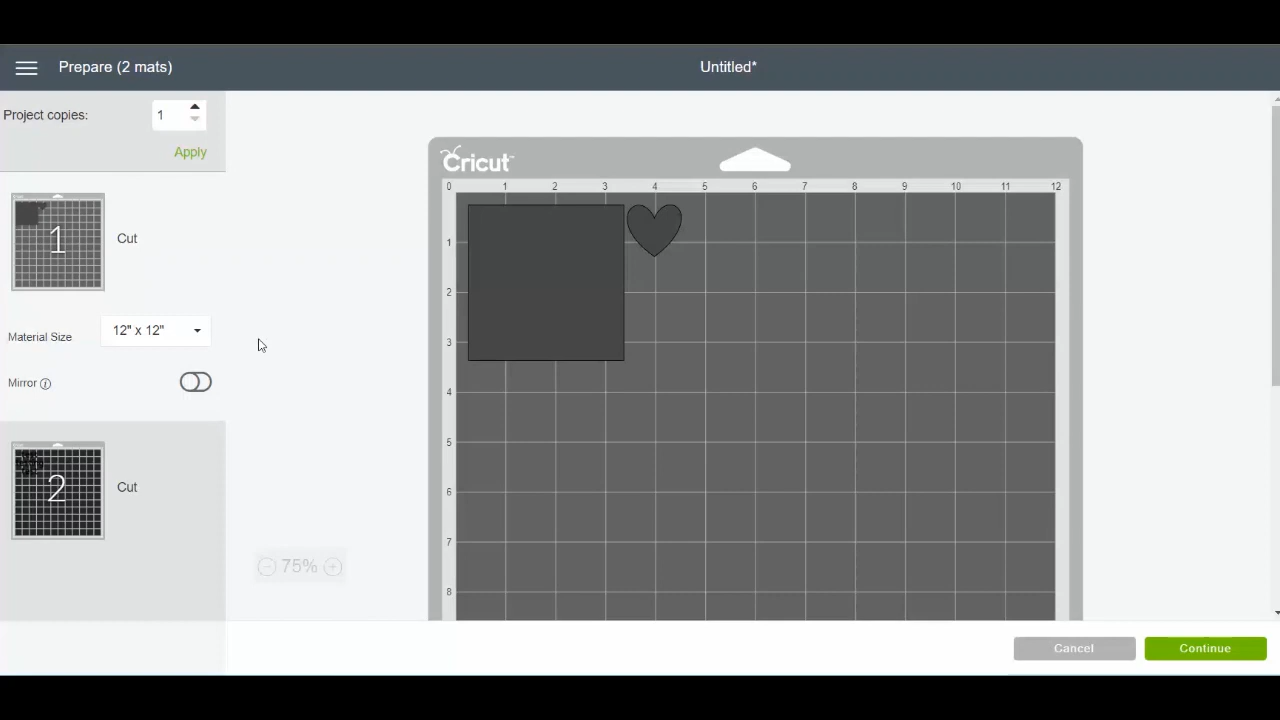 Prepare (2 mats)
Untitled*
Project copies:
1
Apply
1
Cut
Material Size
12" x 12"
Mirror
2
Cut
75%
Cricut
0 1 2 3 4 5 6 7 8 9 10 11 12
1
2
3
4
5
6
7
8
Cancel
Continue